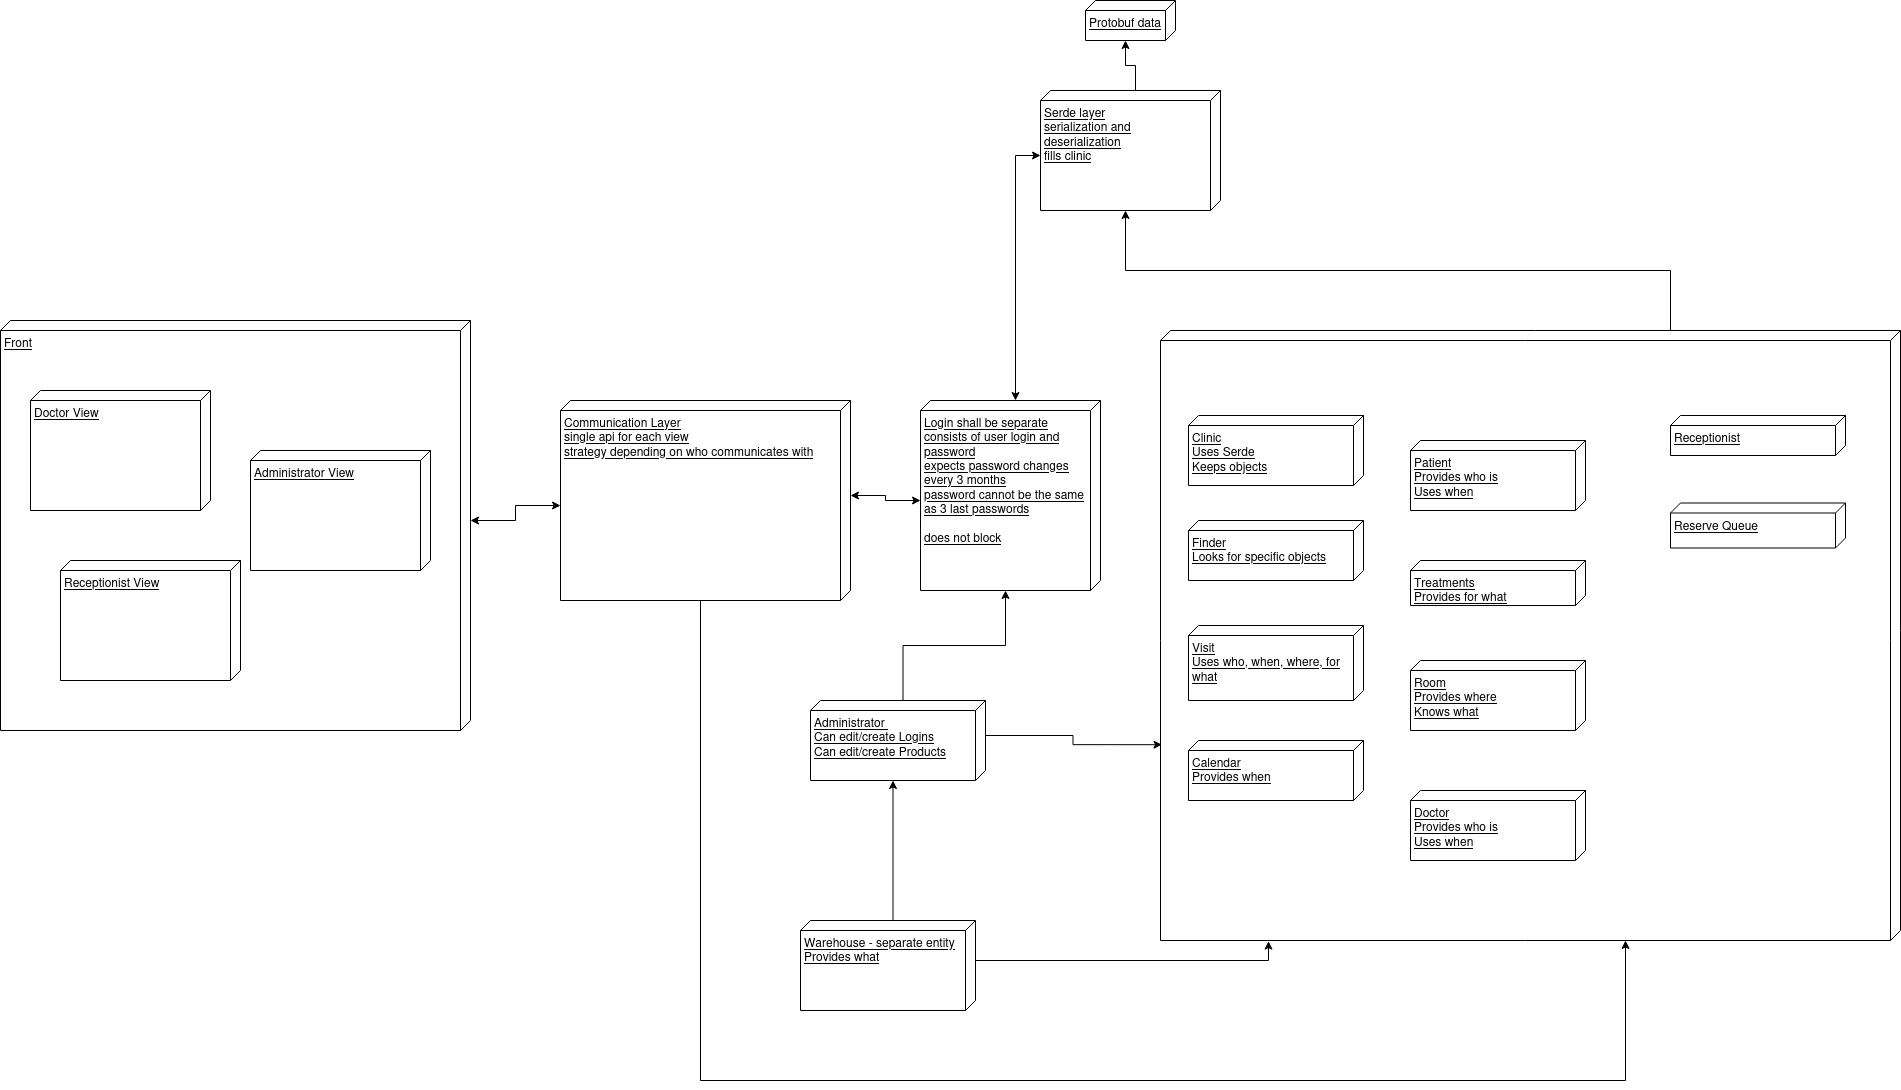 Protobuf data
Serde layer
serialization and
deserialization
fills clinic
Front
Doctor View
Administrator View
Receptionist View
Communication Layer
single api for each view
strategy depending on who communicates with
Login shall be separate
consists of user login and
password
expects password changes
every 3 months
password cannot be the same
as 3 last passwords
does not block
Administrator
Can edit/create Logins
Can edit/create Products
Warehouse - separate entity
Provides what
Clinic
Uses Serde
Keeps objects
Finder
Looks for specific objects
Visit
Uses who, when, where, for
what
Calendar
Provides when
Patient
Provides who is
Uses when
Treatments
Provides for what
Room
Provides where
Knows what
Doctor
Provides who is
Uses when
Receptionist
Reserve Queue